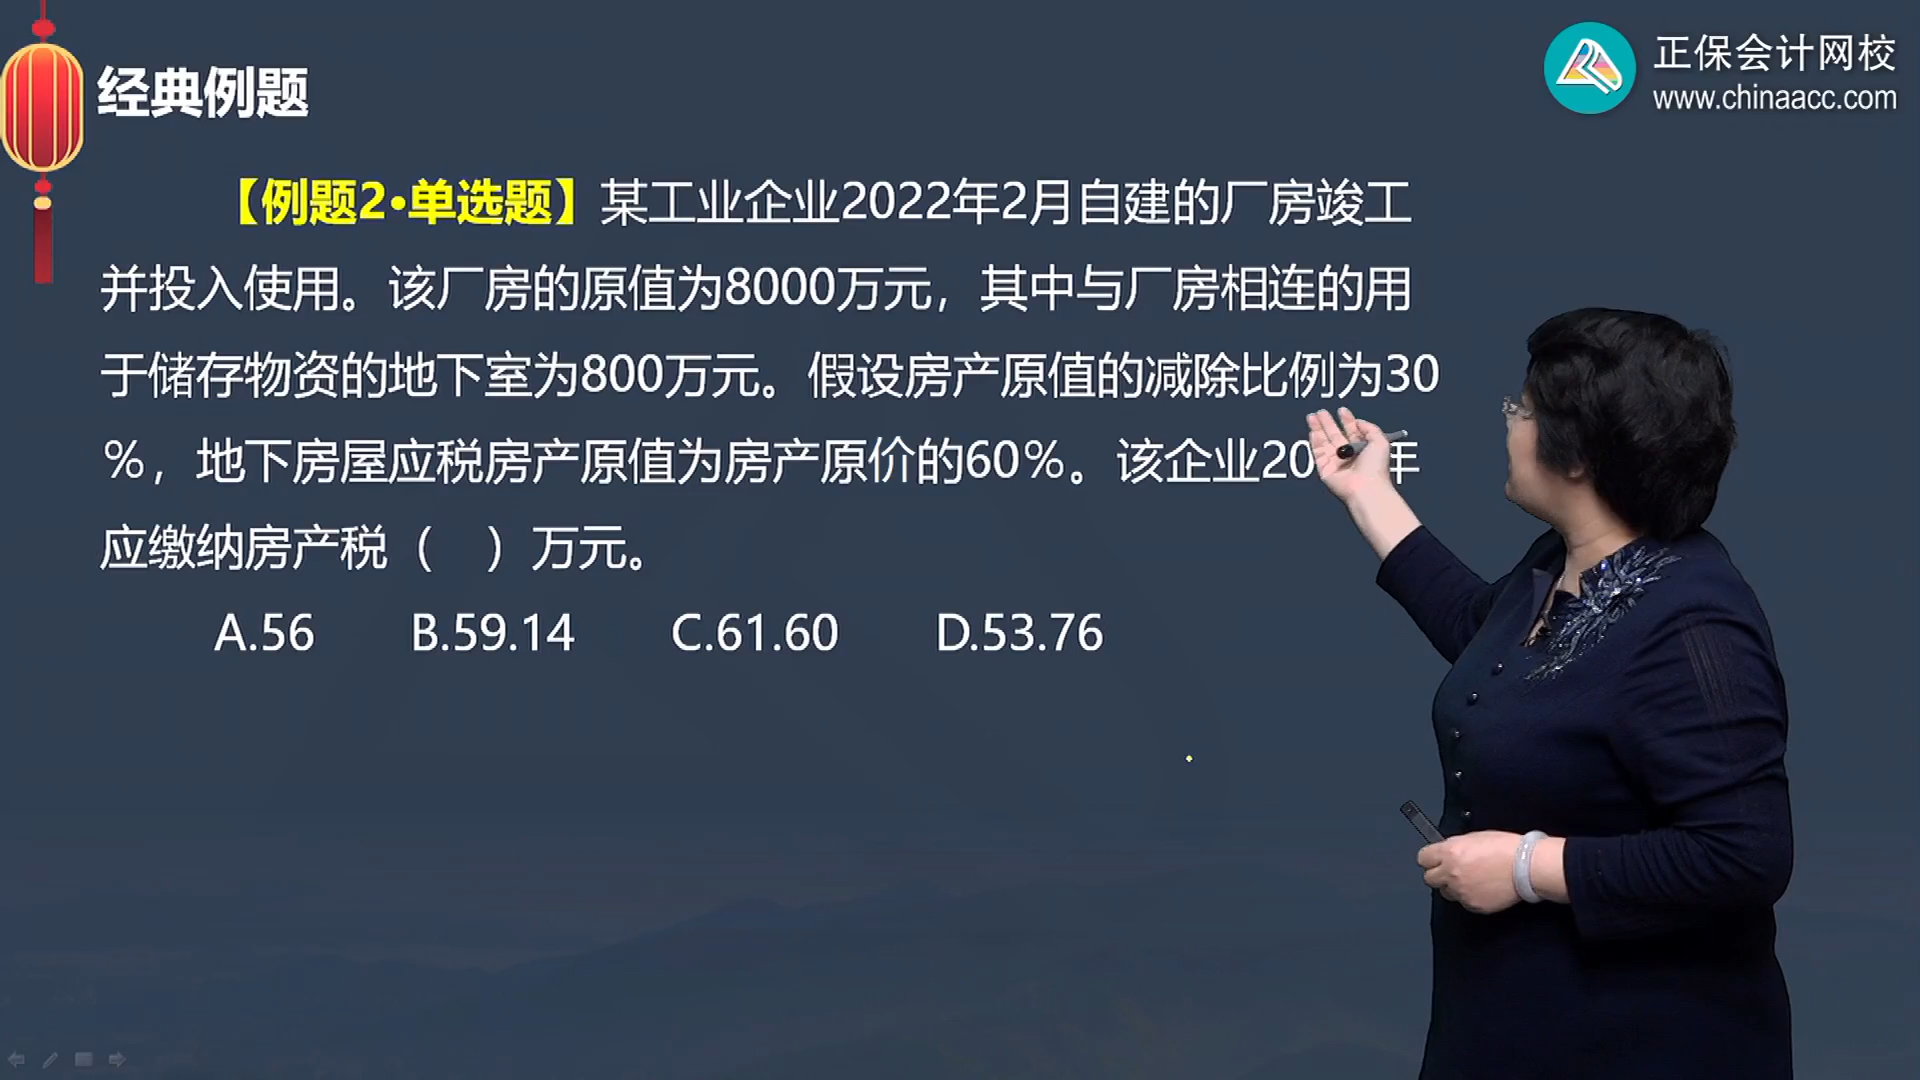 正保会计网校
www.chinaacc.com
经典例题
【例题2•单选题】某工业企业2022年2月自建的厂房竣工
并投入使用。该厂房的原值为8000万元，其中与厂房相连的用
于储存物资的地下室为800万元。假设房产原值的减除比例为30
%，地下房屋应税房产原值为房产原价的60%。该企业20 年
应缴纳房产税（ ）万元。
A.56 B.59.14 C.61.60 D.53.76